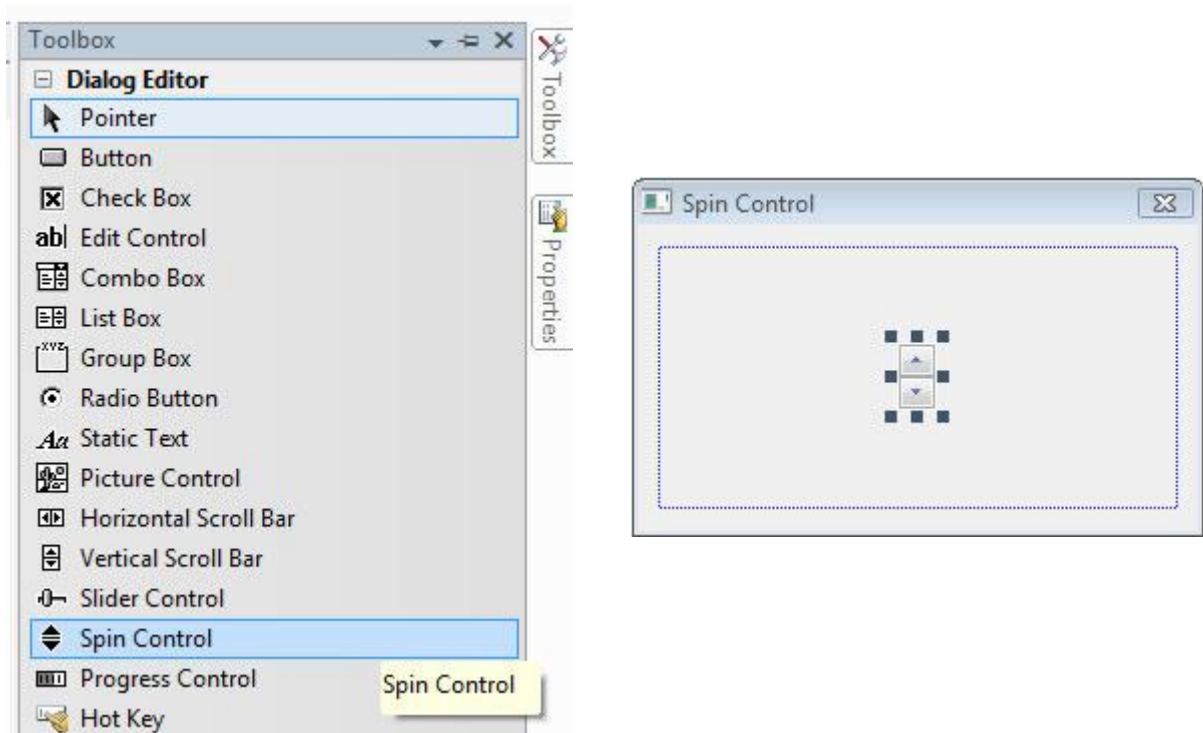 Toolbox
Dialog Editor
Pointer
Button
Check Box
ab Edit Control
Combo Box
List Box
xyz Group Box
Radio Button
Aa Static Text
Picture Control
Horizontal Scroll Bar
Vertical Scroll Bar
Slider Control
Spin Control
Progress Control
Spin Control
Hot Key
Toolbox
Properties
Spin Control